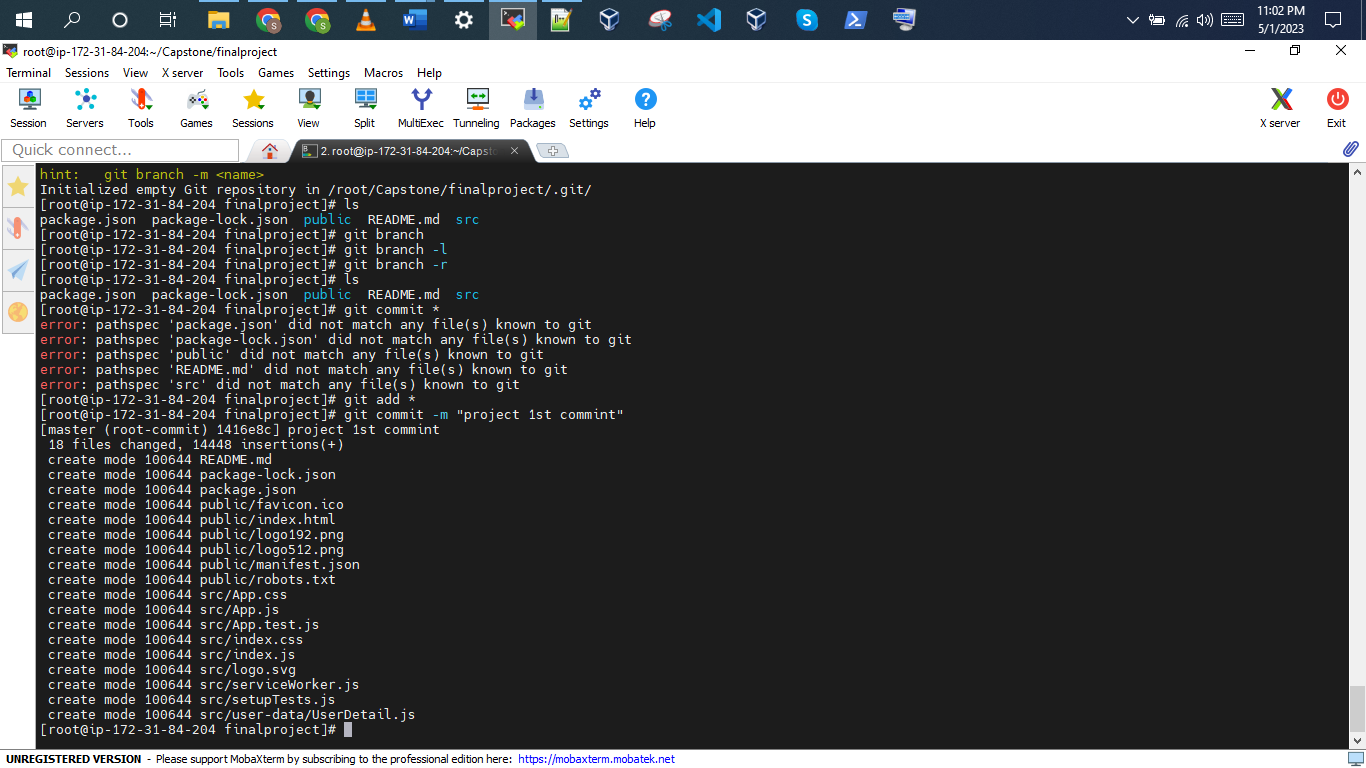 11:02 PM
5/1/2023
root@ip-172-31-84-204:~/Capstone/finalproject
Terminal Sessions View X server Tools Games Settings Macros Help
Session Servers Tools Games Sessions View Split MultiExec Tunneling Packages Settings Help X server Exit
Quick connect...
2. root@ip-172-31-84-204:~/Capsto
hint:   git branch -m <name>
Initialized empty Git repository in /root/Capstone/finalproject/.git/
[root@ip-172-31-84-204 finalproject]# ls
package.json  package-lock.json  public  README.md  src
[root@ip-172-31-84-204 finalproject]# git branch
[root@ip-172-31-84-204 finalproject]# git branch -l
[root@ip-172-31-84-204 finalproject]# git branch -r
[root@ip-172-31-84-204 finalproject]# ls
package.json  package-lock.json  public  README.md  src
[root@ip-172-31-84-204 finalproject]# git commit *
error: pathspec 'package.json' did not match any file(s) known to git
error: pathspec 'package-lock.json' did not match any file(s) known to git
error: pathspec 'public' did not match any file(s) known to git
error: pathspec 'README.md' did not match any file(s) known to git
error: pathspec 'src' did not match any file(s) known to git
[root@ip-172-31-84-204 finalproject]# git add *
[root@ip-172-31-84-204 finalproject]# git commit -m "project 1st commint"
[master (root-commit) 1416e8c] project 1st commint
 18 files changed, 14448 insertions(+)
 create mode 100644 README.md
 create mode 100644 package-lock.json
 create mode 100644 package.json
 create mode 100644 public/favicon.ico
 create mode 100644 public/index.html
 create mode 100644 public/logo192.png
 create mode 100644 public/logo512.png
 create mode 100644 public/manifest.json
 create mode 100644 public/robots.txt
 create mode 100644 src/App.css
 create mode 100644 src/App.js
 create mode 100644 src/App.test.js
 create mode 100644 src/index.css
 create mode 100644 src/index.js
 create mode 100644 src/logo.svg
 create mode 100644 src/serviceWorker.js
 create mode 100644 src/setupTests.js
 create mode 100644 src/user-data/UserDetail.js
[root@ip-172-31-84-204 finalproject]#
UNREGISTERED VERSION - Please support MobaXterm by subscribing to the professional edition here: https://mobaxterm.mobatek.net